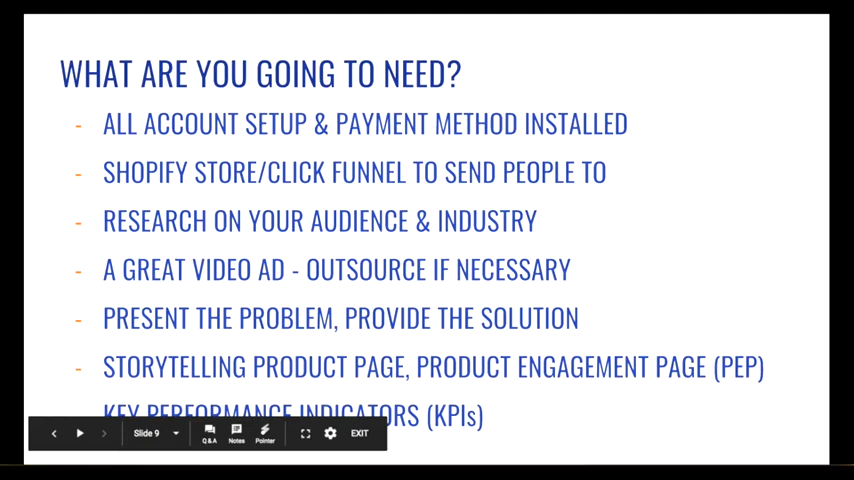 WHAT ARE YOU GOING TO NEED?
- ALL ACCOUNT SETUP & PAYMENT METHOD INSTALLED
- SHOPIFY STORE/CLICK FUNNEL TO SEND PEOPLE TO
- RESEARCH ON YOUR AUDIENCE & INDUSTRY
- A GREAT VIDEO AD - OUTSOURCE IF NECESSARY
- PRESENT THE PROBLEM, PROVIDE THE SOLUTION
- STORYTELLING PRODUCT PAGE, PRODUCT ENGAGEMENT PAGE (PEP)
KEY PERFORMANCE INDICATORS (KPIs)
Slide 9 Q&A Notes Pointer EXIT